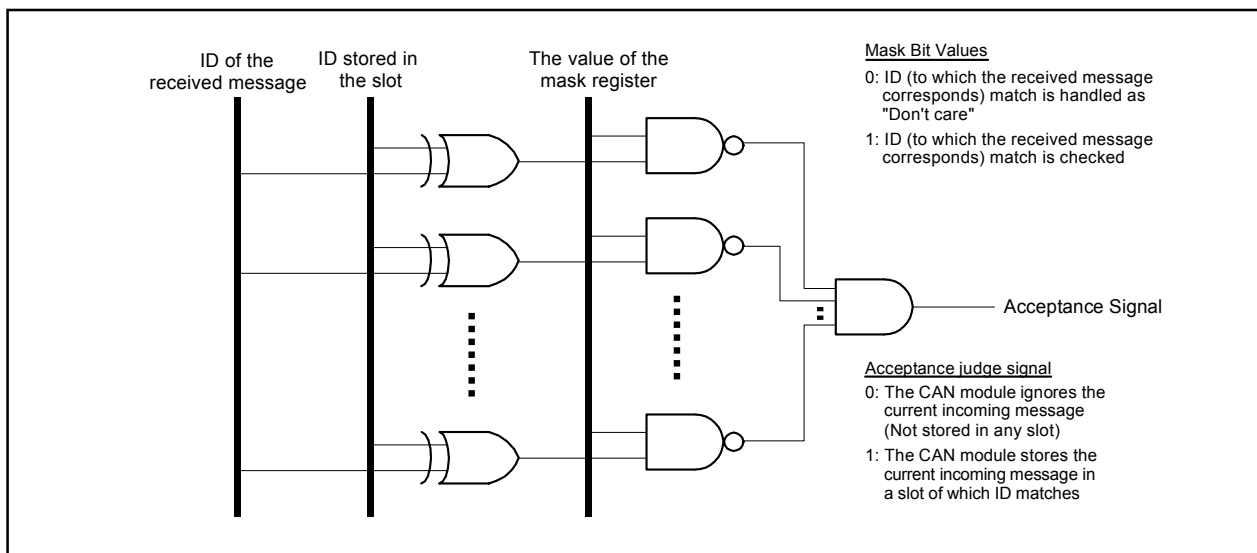 ID of the
received message
ID stored in
the slot
The value of the
mask register
Mask Bit Values
0: ID (to which the received message
corresponds) match is handled as
"Don't care"
1: ID (to which the received message
corresponds) match is checked
Acceptance Signal
Acceptance judge signal
0: The CAN module ignores the
current incoming message
(Not stored in any slot)
1: The CAN module stores the
current incoming message in
a slot of which ID matches